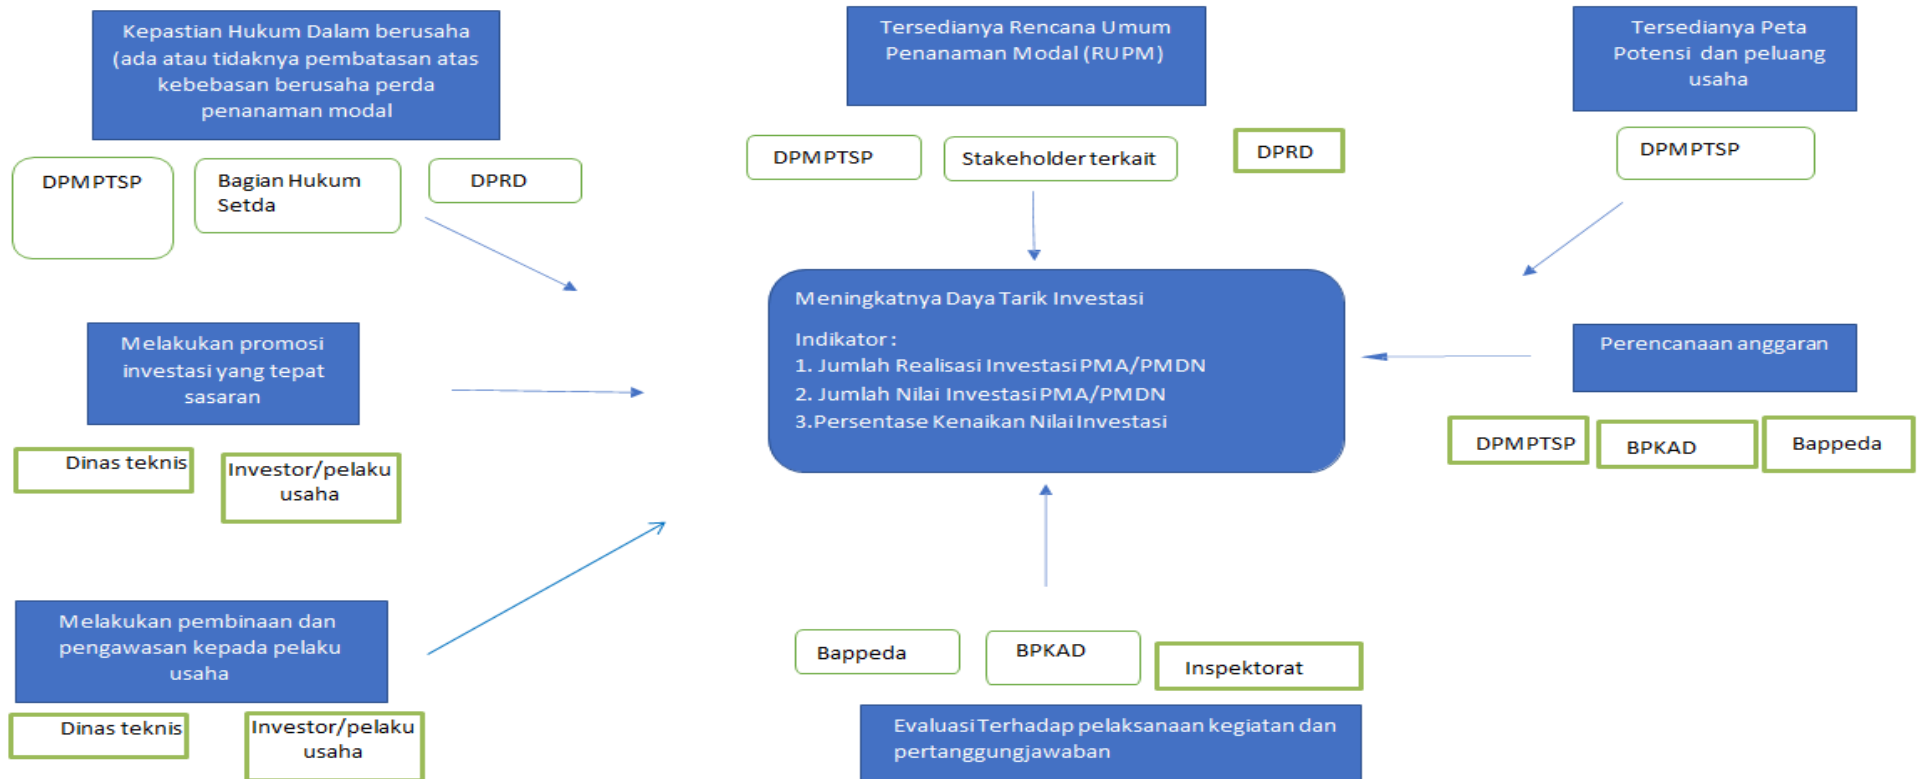 Kepastian Hukum Dalam berusaha
(ada atau tidaknya pembatasan atas
kebebasan berusaha perda
penanaman modal
DPMPTSP
Bagian Hukum
Setda
DPRD
Tersedianya Rencana Umum
Penanaman Modal (RUPM)
DPMPTSP
Stakeholder terkait
DPRD
Tersedianya Peta
Potensi dan peluang
usaha
DPMPTSP
Melakukan promosi
investasi yang tepat
sasaran
Dinas teknis
Investor/pelaku
usaha
Meningkatnya Daya Tarik Investasi
Indikator :
1. Jumlah Realisasi Investasi PMA/PMDN
2. Jumlah Nilai Investasi PMA/PMDN
3.Persentase Kenaikan Nilai Investasi
Perencanaan anggaran
DPMPTSP
BPKAD
Bappeda
Melakukan pembinaan dan
pengawasan kepada pelaku
usaha
Dinas teknis
Investor/pelaku
usaha
Bappeda
BPKAD
Inspektorat
Evaluasi Terhadap pelaksanaan kegiatan dan
pertanggungjawaban